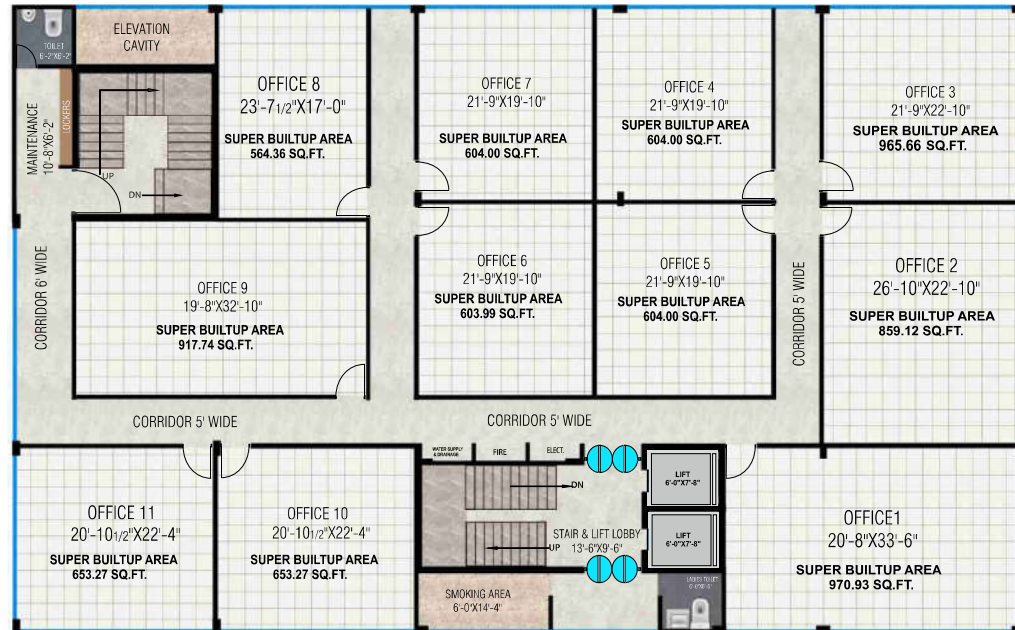 ELEVATION
CAVITY
TOILET
6'-2"X6'-2"
MAINTENANCE
10'-8"X6'-2"
LOCKERS
UP
DN
OFFICE 8
23'-7 1/2"X17'-0"
SUPER BUILTUP AREA
564.36 SQ.FT.
OFFICE 7
21'-9"X19'-10"
SUPER BUILTUP AREA
604.00 SQ.FT.
OFFICE 4
21'-9"X19'-10"
SUPER BUILTUP AREA
604.00 SQ.FT.
OFFICE 3
21'-9"X22'-10"
SUPER BUILTUP AREA
965.66 SQ.FT.
CORRIDOR 6' WIDE
OFFICE 9
19'-8"X32'-10"
SUPER BUILTUP AREA
917.74 SQ.FT.
OFFICE 6
21'-9"X19'-10"
SUPER BUILTUP AREA
603.99 SQ.FT.
OFFICE 5
21'-9"X19'-10"
SUPER BUILTUP AREA
604.00 SQ.FT.
CORRIDOR 5' WIDE
OFFICE 2
26'-10"X22'-10"
SUPER BUILTUP AREA
859.12 SQ.FT.
CORRIDOR 5' WIDE
CORRIDOR 5' WIDE
WATER SUPPLY
& DRAINAGE
FIRE
ELECT.
OFFICE 11
20'-10 1/2"X22'-4"
SUPER BUILTUP AREA
653.27 SQ.FT.
OFFICE 10
20'-10 1/2"X22'-4"
SUPER BUILTUP AREA
653.27 SQ.FT.
DN
UP
STAIR & LIFT LOBBY
13'-6"X9'-6"
LIFT
6'-0"X7'-8"
LIFT
6'-0"X7'-8"
OFFICE1
20'-8"X33'-6"
SUPER BUILTUP AREA
970.93 SQ.FT.
SMOKING AREA
6'-0"X14'-4"
LADIES TOILET